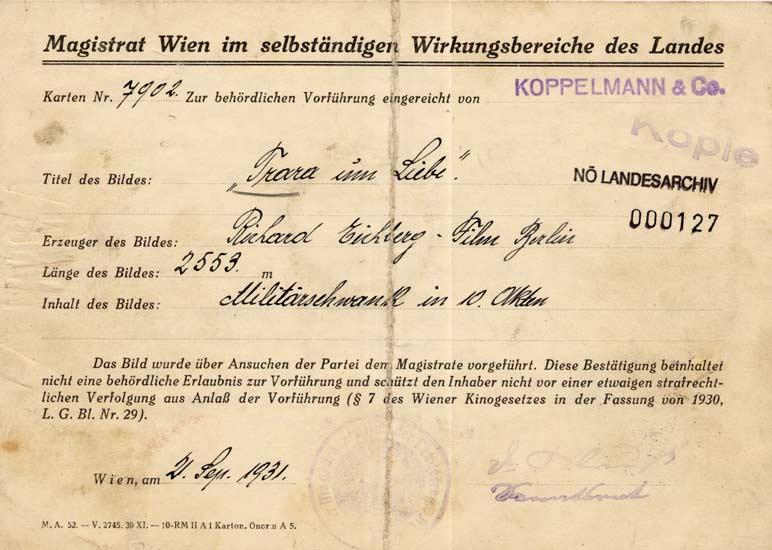 Magistrat Wien im selbständigen Wirkungsbereiche des Landes
Karten Nr. 7902. Zur behördlichen Vorführung eingereicht von KOPPELMANN & Co.
Kopie
Titel des Bildes: „Trara um Liebe".
NÖ LANDESARCHIV
000127
Erzeuger des Bildes: Richard Eichberg - Film Berlin
Länge des Bildes: 2553. m
Inhalt des Bildes: Militärschwank in 10. Akten
Das Bild wurde über Ansuchen der Partei dem Magistrate vorgeführt. Diese Bestätigung beinhaltet
nicht eine behördliche Erlaubnis zur Vorführung und schützt den Inhaber nicht vor einer etwaigen strafrecht-
lichen Verfolgung aus Anlaß der Vorführung (§ 7 des Wiener Kinogesetzes in der Fassung von 1930,
L. G. Bl. Nr. 29).
Wien, am 21. Sep. 1931.
M. A. 52. — V. 2745. 30 XI. — 10-RM II A 1 Karton. Önorm A 5.